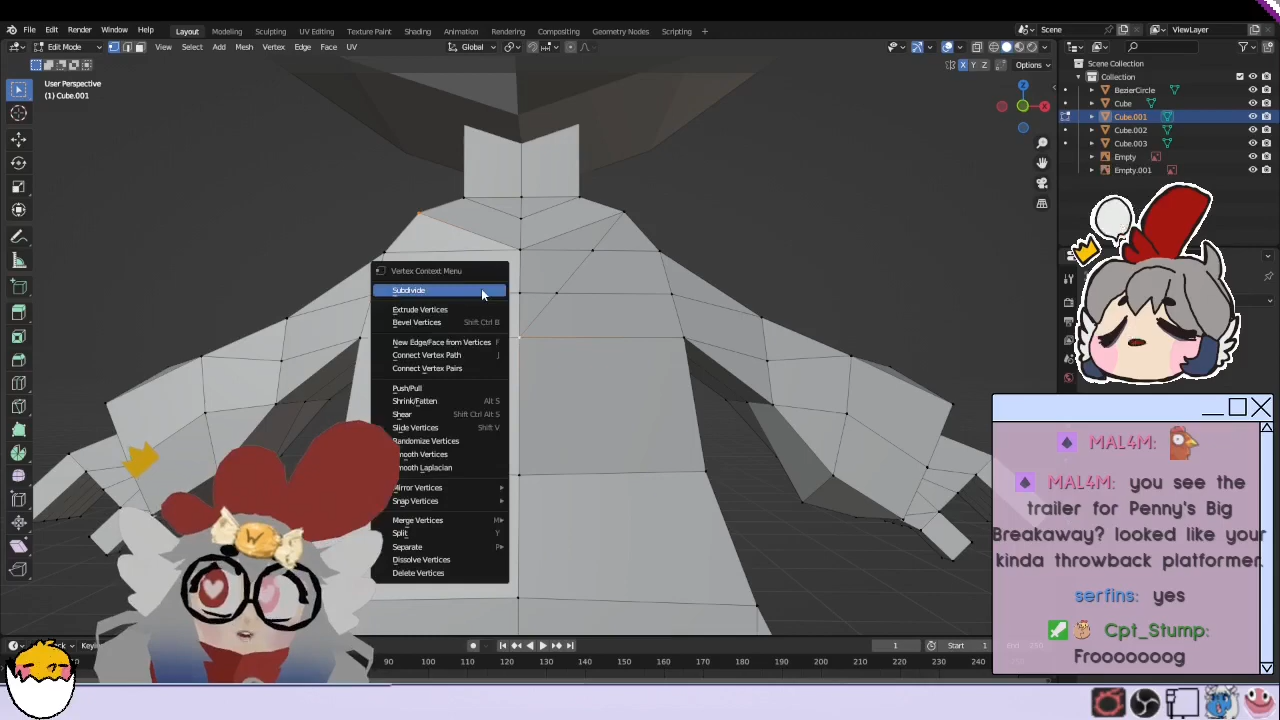 File Edit Render Window Help Layout Modeling Sculpting UV Editing Texture Paint Shading Animation Rendering Compositing Geometry Nodes Scripting + Scene ViewLayer
Edit Mode View Select Add Mesh Vertex Edge Face UV Global
X Y Z Options
User Perspective
(1) Cube.001
Scene Collection
Collection
BezierCircle
Cube
Cube.001
Cube.002
Cube.003
Empty
Empty.001
Vertex Context Menu
Subdivide
Extrude Vertices
Bevel Vertices Shift Ctrl B
New Edge/Face from Vertices F
Connect Vertex Path J
Connect Vertex Pairs
Push/Pull
Shrink/Fatten Alt S
Shear Shift Ctrl Alt S
Slide Vertices Shift V
Randomize Vertices
Smooth Vertices
Smooth Laplacian
Mirror Vertices
Snap Vertices
Merge Vertices M
Split Y
Separate P
Dissolve Vertices
Delete Vertices
MAL4M:
MAL4M: you see the
trailer for Penny's Big
Breakaway? looked like your
kinda throwback platformer.
serfins: yes
Cpt_Stump:
Frooooooog
1 Start 1
90 100 110 120 130 140 150 160 170 180 190 200 210 220 230 240 250
W